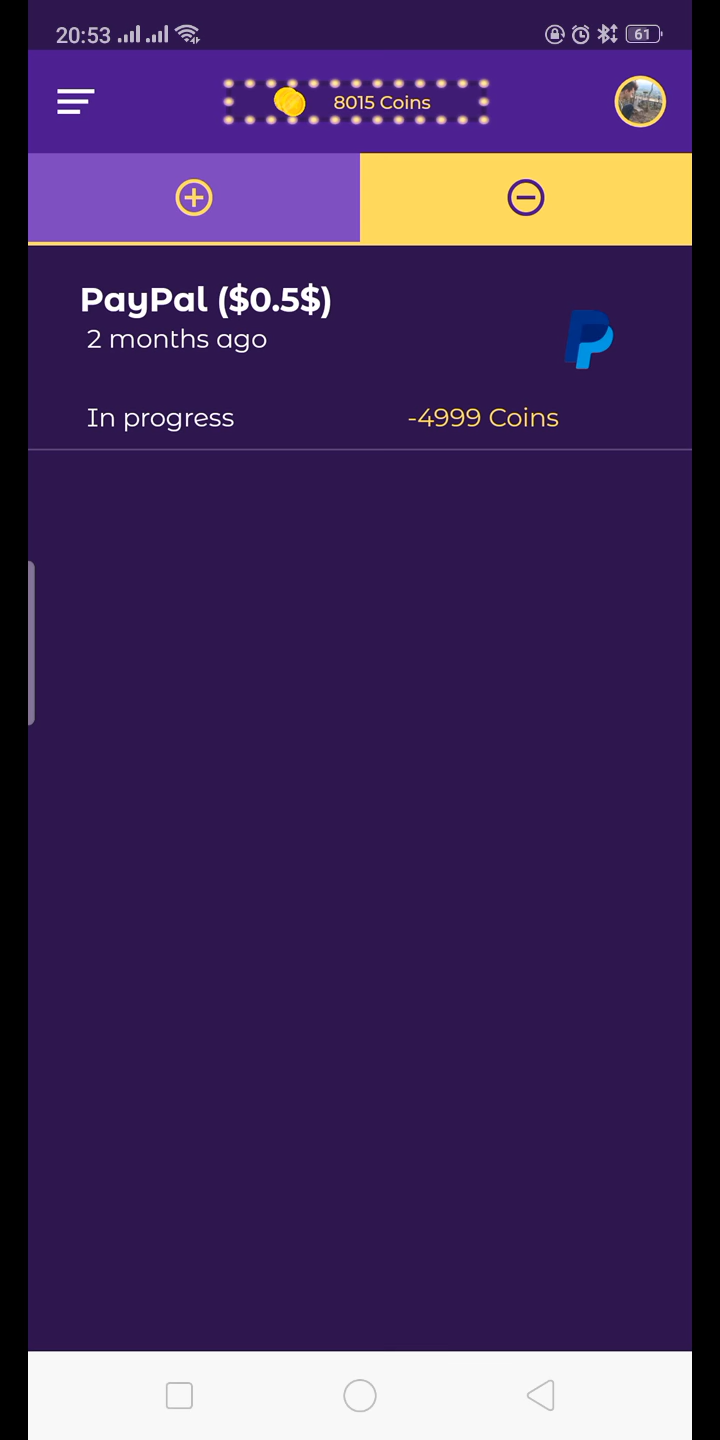 20:53
61
8015 Coins
PayPal ($0.5$)
2 months ago
In progress
-4999 Coins